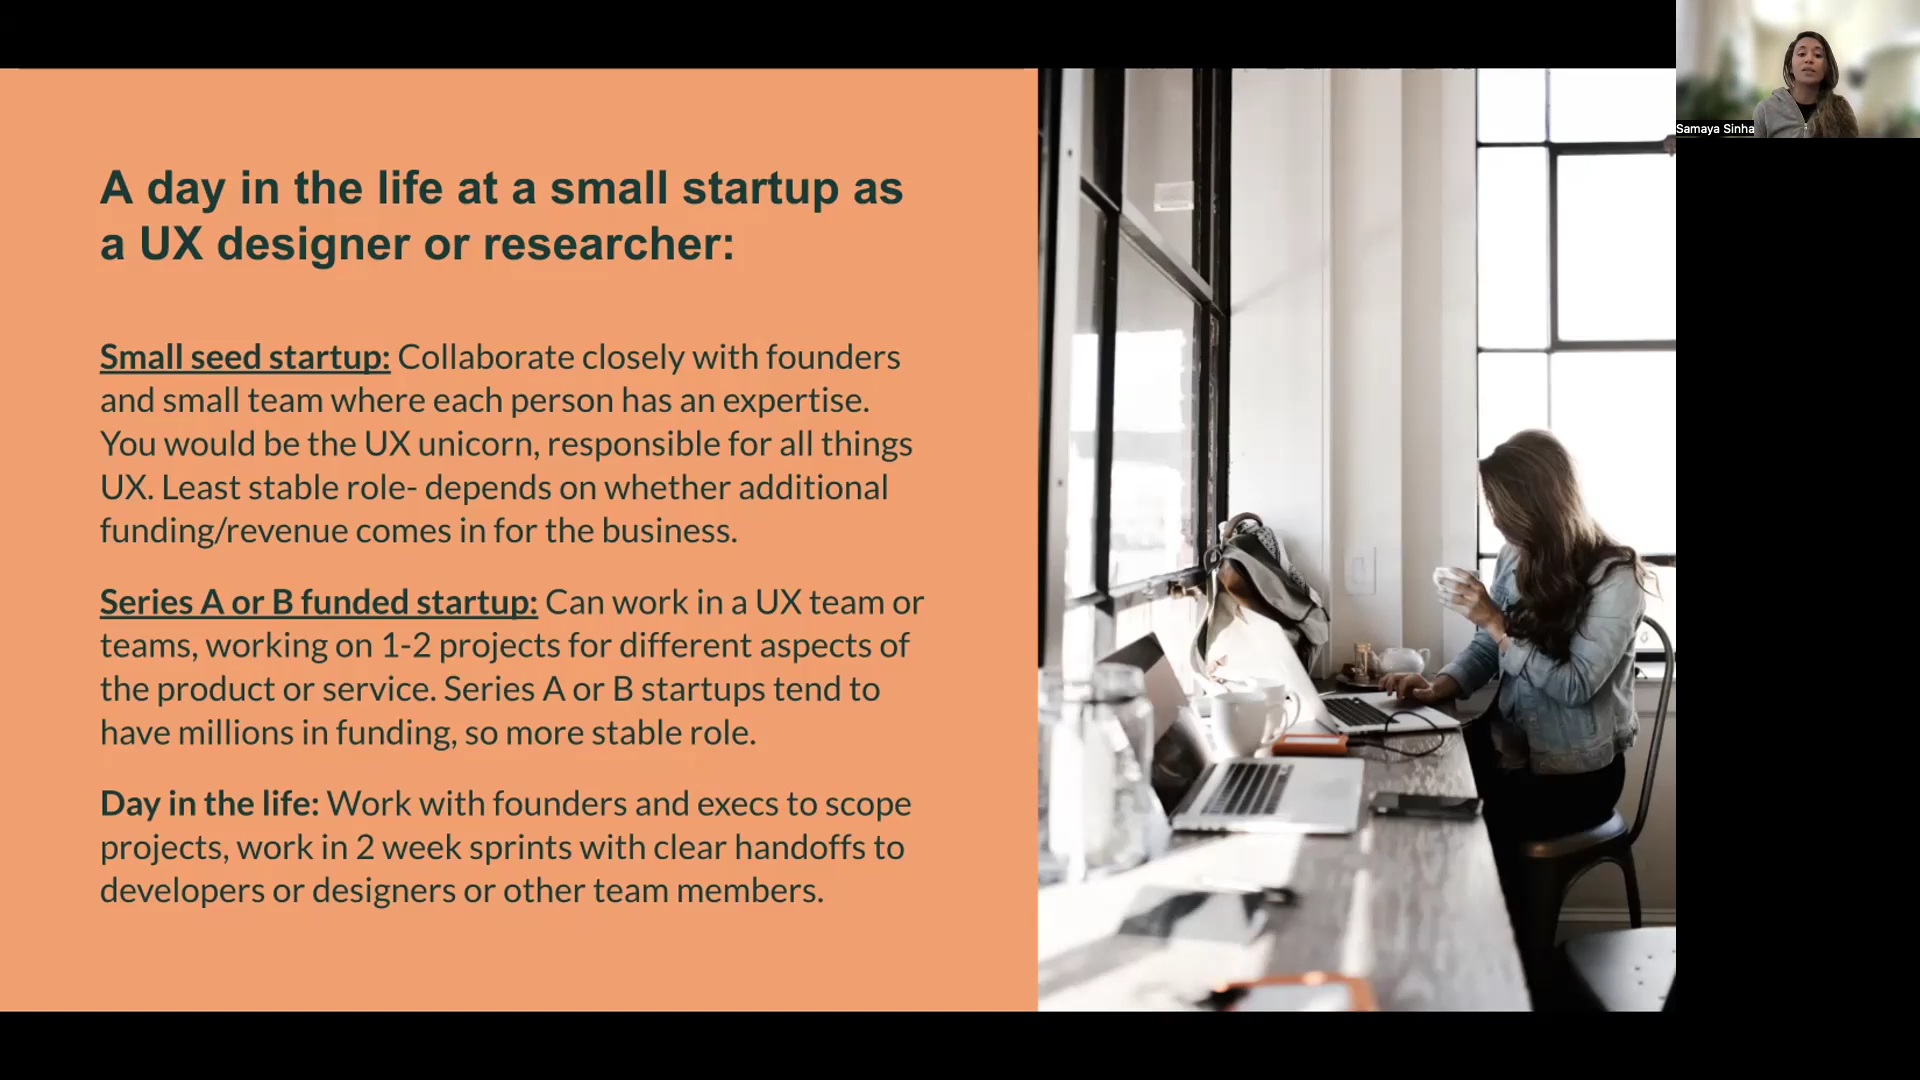 A day in the life at a small startup as
a UX designer or researcher:
Small seed startup: Collaborate closely with founders
and small team where each person has an expertise.
You would be the UX unicorn, responsible for all things
UX. Least stable role- depends on whether additional
funding/revenue comes in for the business.
Series A or B funded startup: Can work in a UX team or
teams, working on 1-2 projects for different aspects of
the product or service. Series A or B startups tend to
have millions in funding, so more stable role.
Day in the life: Work with founders and execs to scope
projects, work in 2 week sprints with clear handoffs to
developers or designers or other team members.
Samaya Sinha